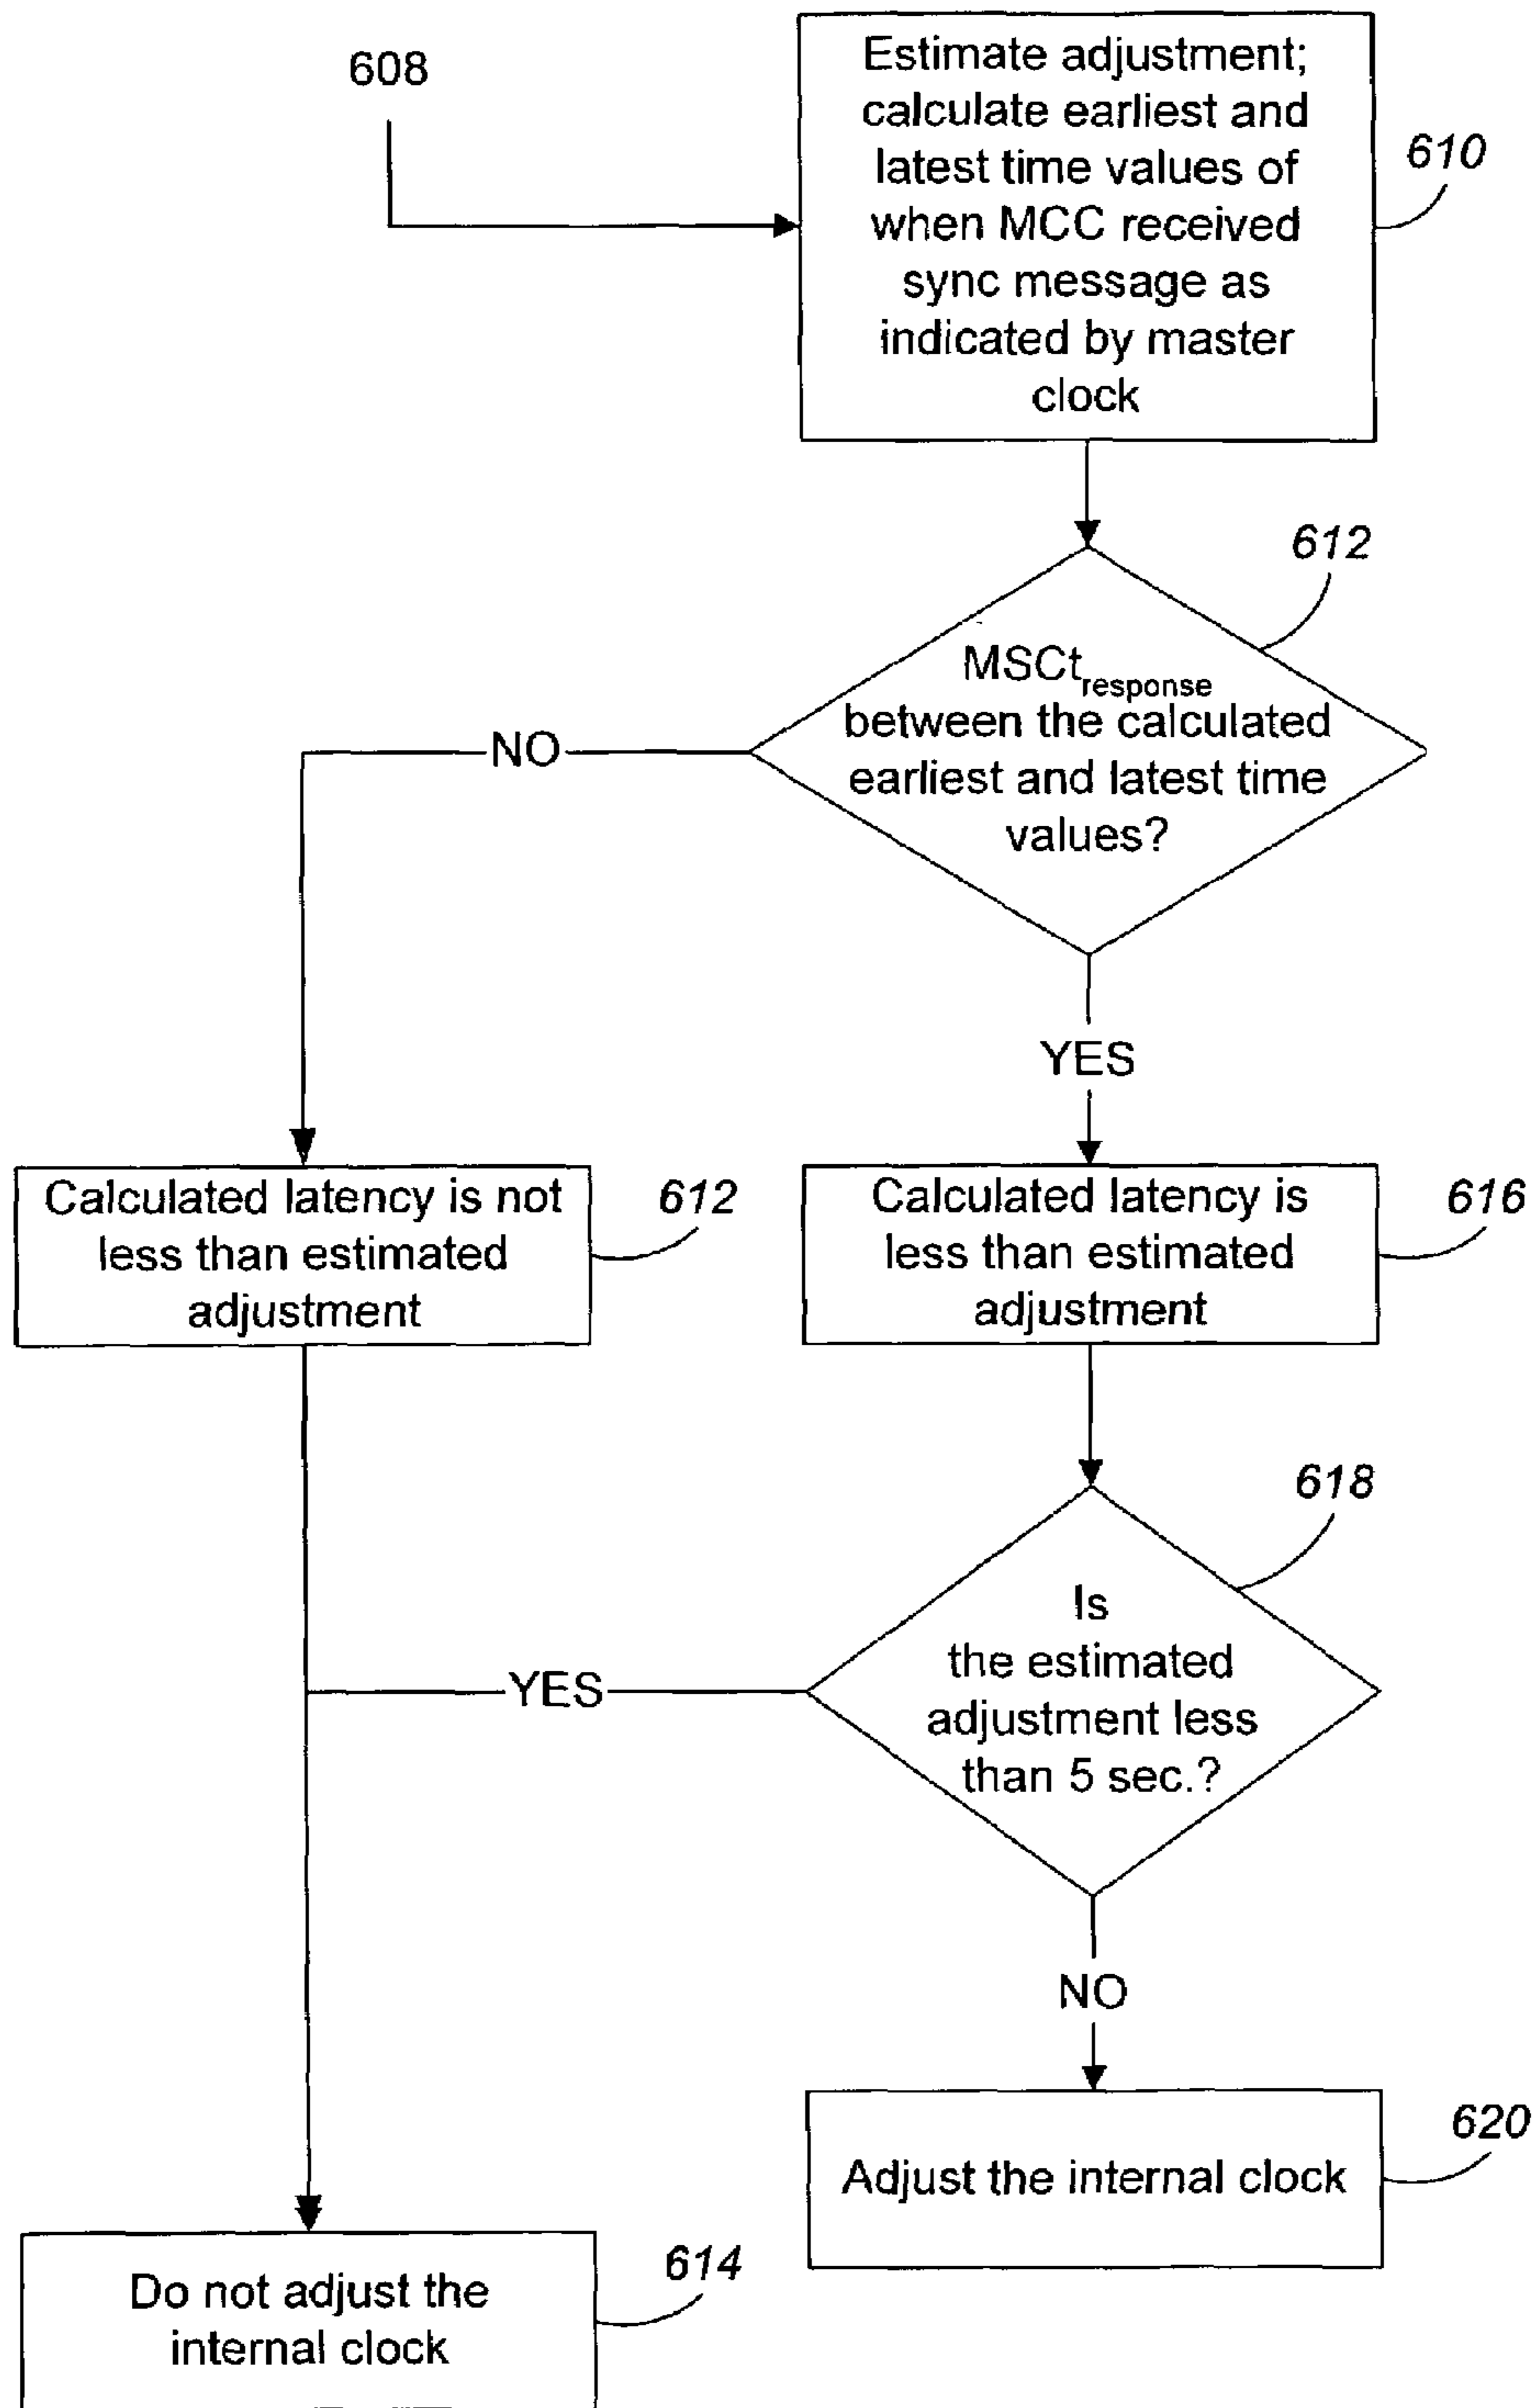 608
Estimate adjustment;
calculate earliest and
latest time values of
when MCC received
sync message as
indicated by master
clock
610
612
MSCt_response
between the calculated
earliest and latest time
values?
NO
YES
Calculated latency is not
less than estimated
adjustment
612
Calculated latency is
less than estimated
adjustment
616
618
Is
the estimated
adjustment less
than 5 sec.?
YES
NO
620
Adjust the internal clock
614
Do not adjust the
internal clock